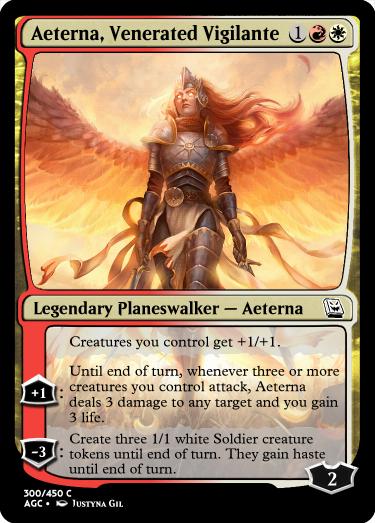 Aeterna, Venerated Vigilante 1
Legendary Planeswalker — Aeterna
Creatures you control get +1/+1.
Until end of turn, whenever three or more
creatures you control attack, Aeterna
+1: deals 3 damage to any target and you gain
3 life.
Create three 1/1 white Soldier creature
-3: tokens until end of turn. They gain haste
until end of turn.
2
300/450 C
AGC • Justyna Gil